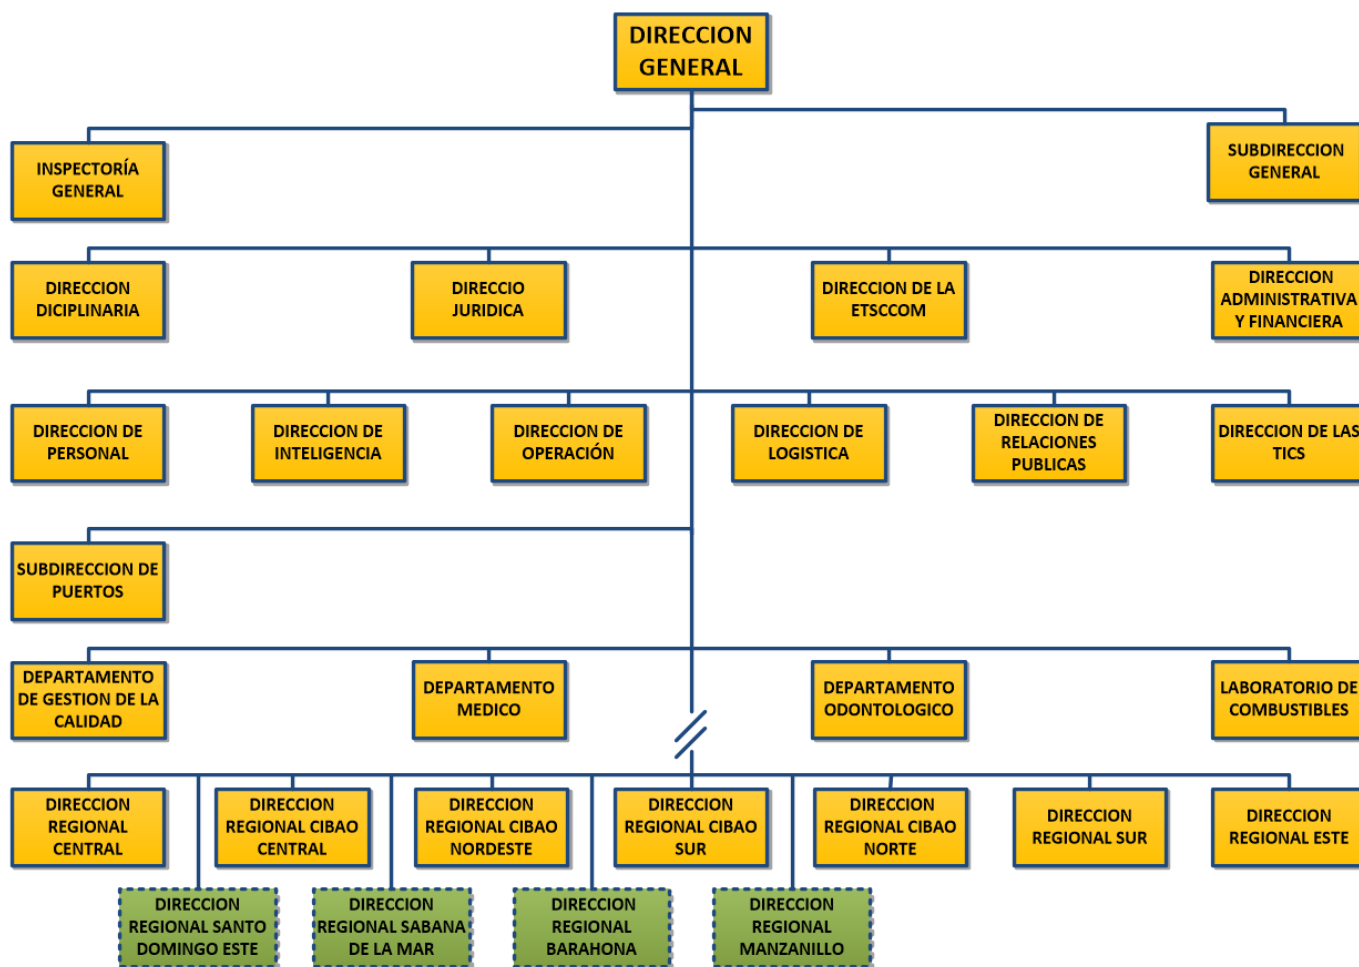 DIRECCION
GENERAL
INSPECTORÍA
GENERAL
SUBDIRECCION
GENERAL
DIRECCION
DICIPLINARIA
DIRECCIO
JURIDICA
DIRECCION DE LA
ETSCCOM
DIRECCION
ADMINISTRATIVA
Y FINANCIERA
DIRECCION DE
PERSONAL
DIRECCION DE
INTELIGENCIA
DIRECCION DE
OPERACIÓN
DIRECCION DE
LOGISTICA
DIRECCION DE
RELACIONES
PUBLICAS
DIRECCION DE LAS
TICS
SUBDIRECCION DE
PUERTOS
DEPARTAMENTO
DE GESTION DE LA
CALIDAD
DEPARTAMENTO
MEDICO
DEPARTAMENTO
ODONTOLOGICO
LABORATORIO DE
COMBUSTIBLES
DIRECCION
REGIONAL
CENTRAL
DIRECCION
REGIONAL CIBAO
CENTRAL
DIRECCION
REGIONAL CIBAO
NORDESTE
DIRECCION
REGIONAL CIBAO
SUR
DIRECCION
REGIONAL CIBAO
NORTE
DIRECCION
REGIONAL SUR
DIRECCION
REGIONAL ESTE
DIRECCION
REGIONAL SANTO
DOMINGO ESTE
DIRECCION
REGIONAL SABANA
DE LA MAR
DIRECCION
REGIONAL
BARAHONA
DIRECCION
REGIONAL
MANZANILLO